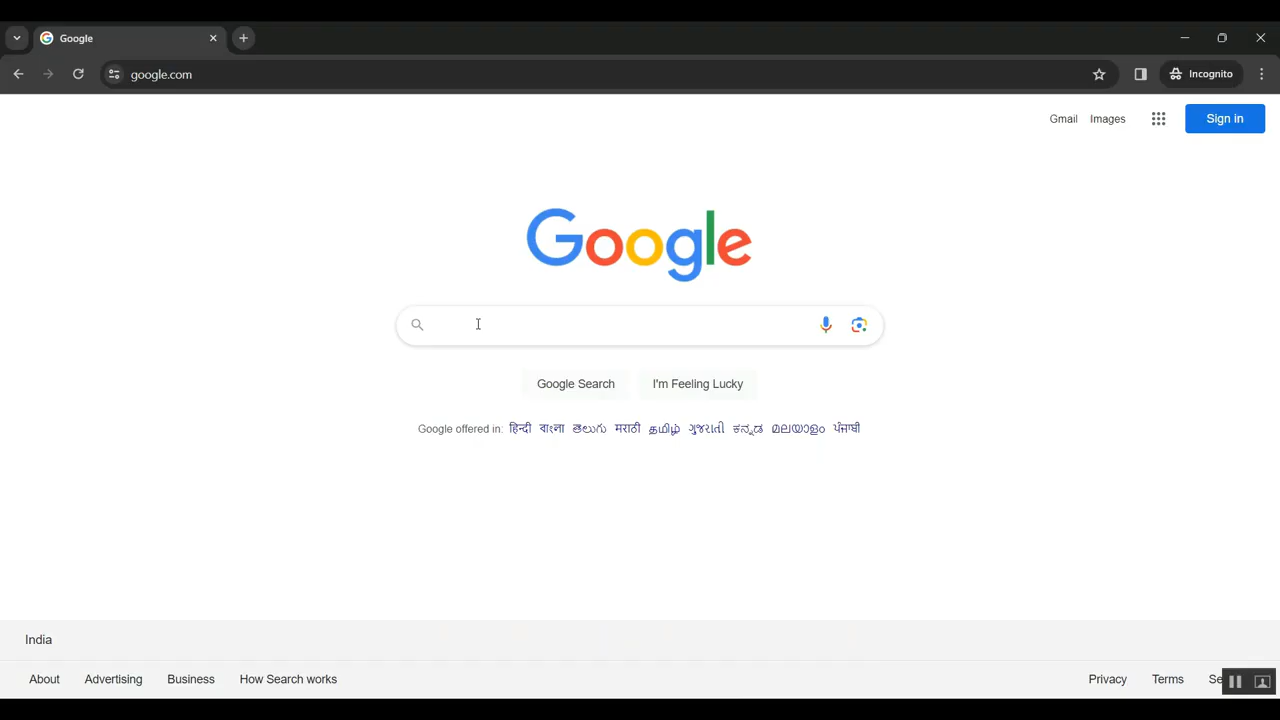 Google
google.com
Incognito
Gmail Images
Sign in
Google
Google Search I'm Feeling Lucky
Google offered in: हिन्दी বাংলা తెలుగు मराठी தமிழ் ગુજરાતી ಕನ್ನಡ മലയാളം ਪੰਜਾਬੀ
India
About Advertising Business How Search works Privacy Terms